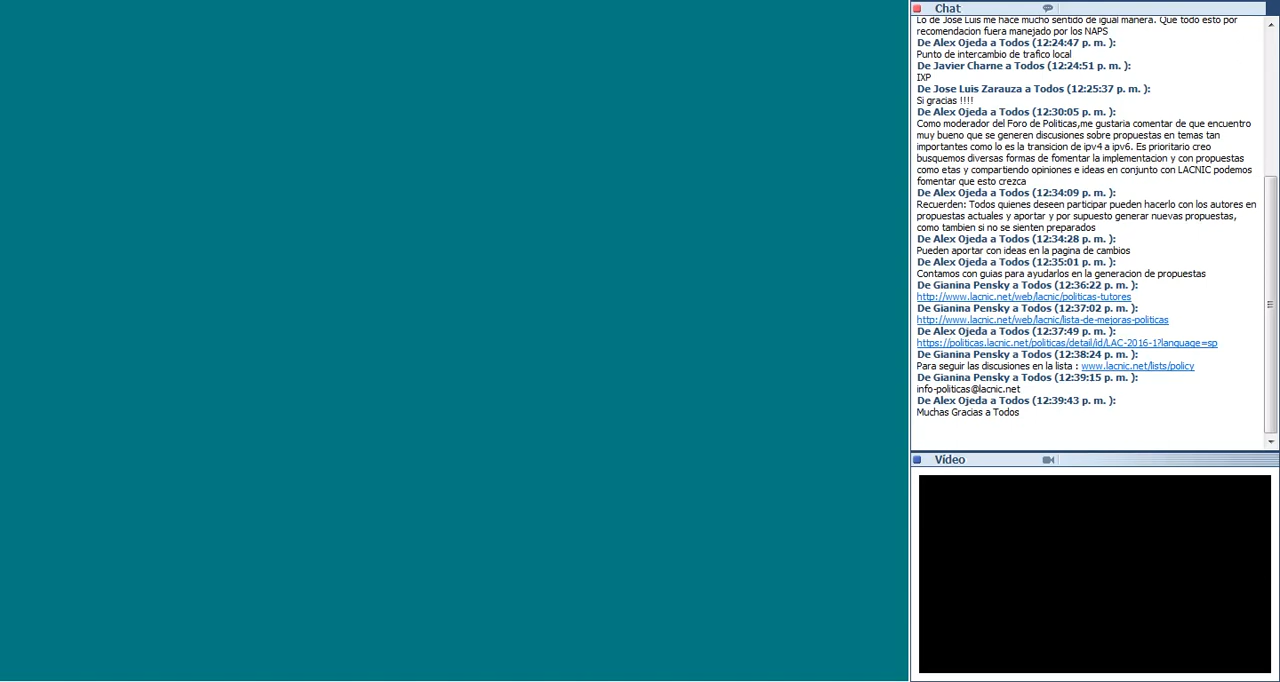 Chat
Lo de Jose Luis me hace mucho sentido de igual manera. Que todo esto por
recomendacion fuera manejado por los NAPS
De Alex Ojeda a Todos (12:24:47 p. m. ):
Punto de intercambio de trafico local
De Javier Charne a Todos (12:24:51 p. m. ):
IXP
De Jose Luis Zarauza a Todos (12:25:37 p. m. ):
Si gracias !!!!
De Alex Ojeda a Todos (12:30:05 p. m. ):
Como moderador del Foro de Politicas,me gustaria comentar de que encuentro
muy bueno que se generen discusiones sobre propuestas en temas tan
importantes como lo es la transicion de ipv4 a ipv6. Es prioritario creo
busquemos diversas formas de fomentar la implementacion y con propuestas
como etas y compartiendo opiniones e ideas en conjunto con LACNIC podemos
fomentar que esto crezca
De Alex Ojeda a Todos (12:34:09 p. m. ):
Recuerden: Todos quienes deseen participar pueden hacerlo con los autores en
propuestas actuales y aportar y por supuesto generar nuevas propuestas,
como tambien si no se sienten preparados
De Alex Ojeda a Todos (12:34:28 p. m. ):
Pueden aportar con ideas en la pagina de cambios
De Alex Ojeda a Todos (12:35:01 p. m. ):
Contamos con guias para ayudarlos en la generacion de propuestas
De Gianina Pensky a Todos (12:36:22 p. m. ):
http://www.lacnic.net/web/lacnic/politicas-tutores
De Gianina Pensky a Todos (12:37:02 p. m. ):
http://www.lacnic.net/web/lacnic/lista-de-mejoras-politicas
De Alex Ojeda a Todos (12:37:49 p. m. ):
https://politicas.lacnic.net/politicas/detail/id/LAC-2016-1?language=sp
De Gianina Pensky a Todos (12:38:24 p. m. ):
Para seguir las discusiones en la lista : www.lacnic.net/lists/policy
De Gianina Pensky a Todos (12:39:15 p. m. ):
info-politicas@lacnic.net
De Alex Ojeda a Todos (12:39:43 p. m. ):
Muchas Gracias a Todos
Vídeo